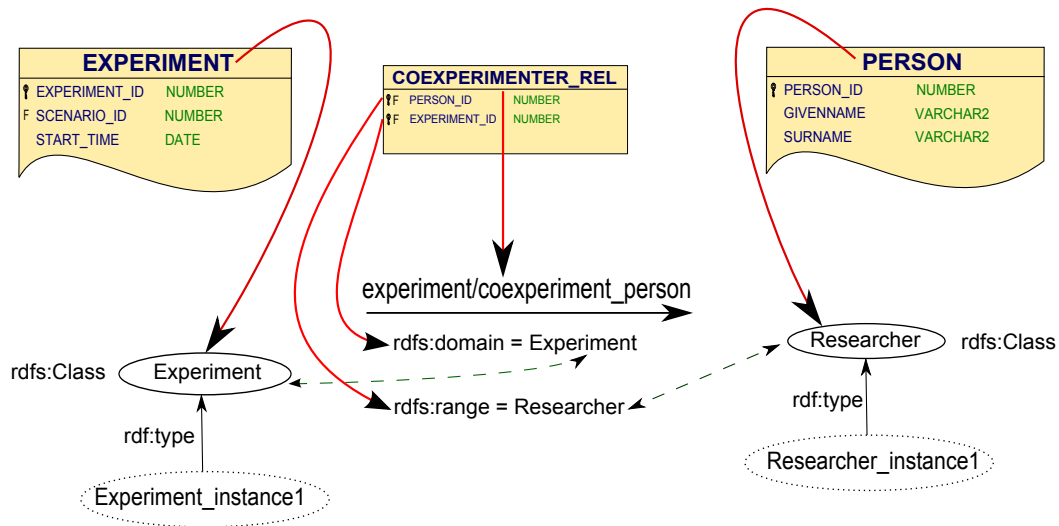 EXPERIMENT
EXPERIMENT_ID NUMBER
F SCENARIO_ID NUMBER
START_TIME DATE
COEXPERIMENTER_REL
F PERSON_ID NUMBER
F EXPERIMENT_ID NUMBER
PERSON
PERSON_ID NUMBER
GIVENNAME VARCHAR2
SURNAME VARCHAR2
experiment/coexperiment_person
rdfs:domain = Experiment
rdfs:range = Researcher
rdfs:Class
Experiment
rdf:type
Experiment_instance1
Researcher
rdfs:Class
rdf:type
Researcher_instance1